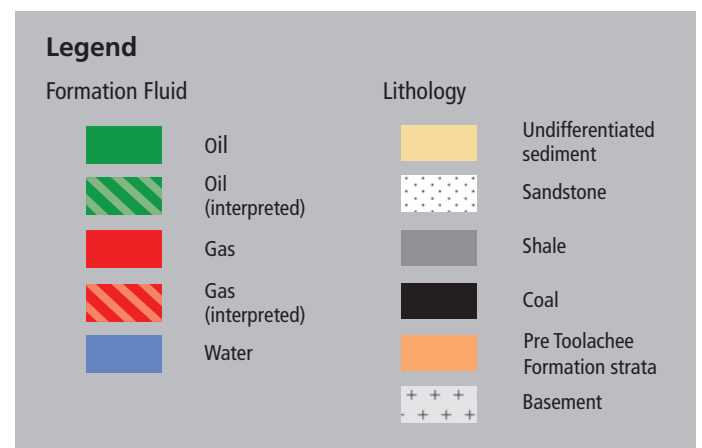 Legend
Formation Fluid
Oil
Oil
(interpreted)
Gas
Gas
(interpreted)
Water
Lithology
Undifferentiated
sediment
Sandstone
Shale
Coal
Pre Toolachee
Formation strata
Basement